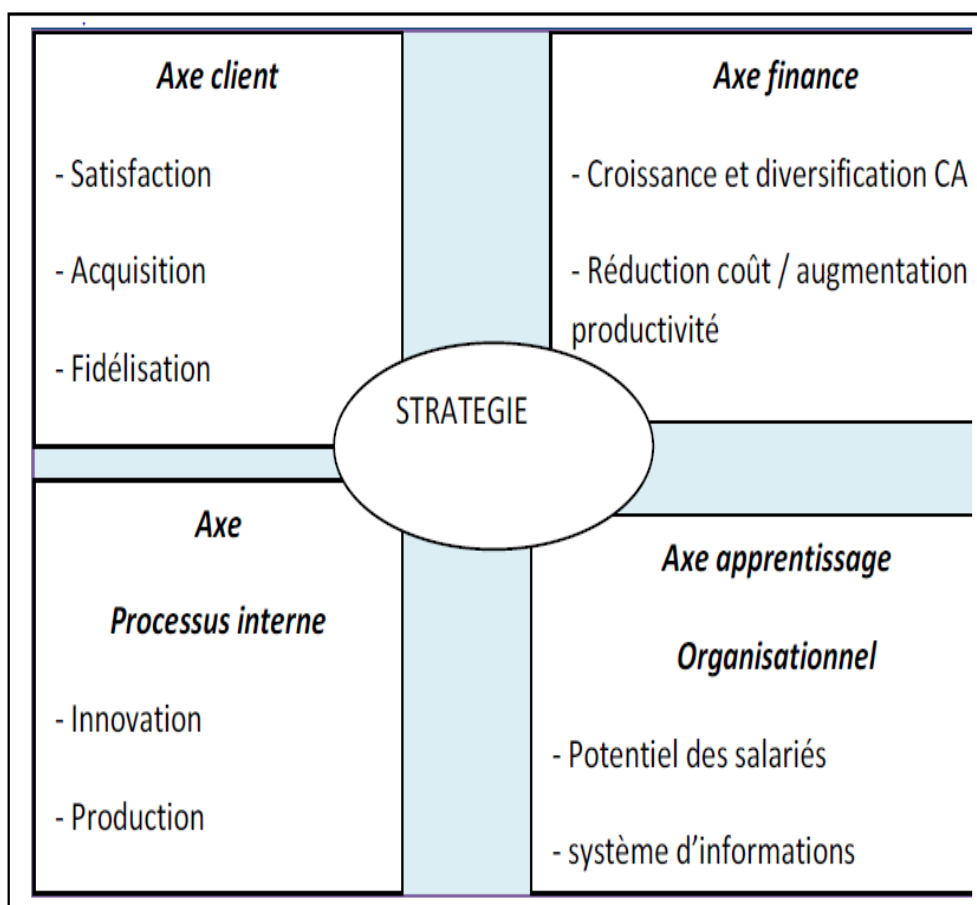 Axe client
- Satisfaction
- Acquisition
- Fidélisation
Axe finance
- Croissance et diversification CA
- Réduction coût / augmentation
productivité
STRATEGIE
Axe
Processus interne
- Innovation
- Production
Axe apprentissage
Organisationnel
- Potentiel des salariés
- système d’informations